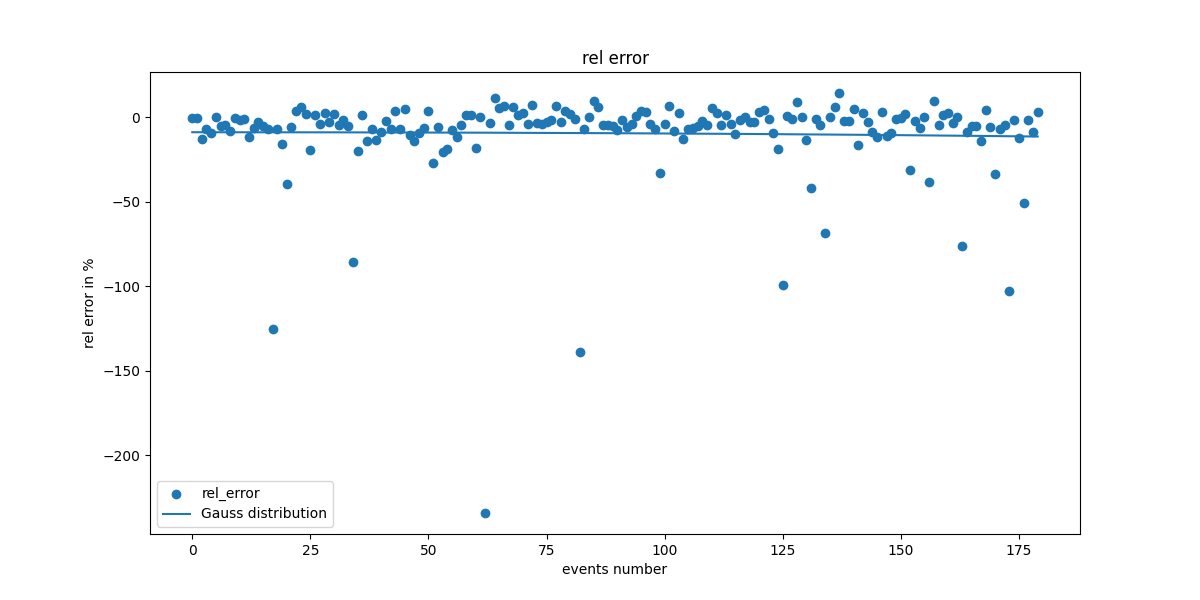 rel error
rel error in %
0
−50
−100
−150
−200
rel_error
Gauss distribution
0 25 50 75 100 125 150 175
events number